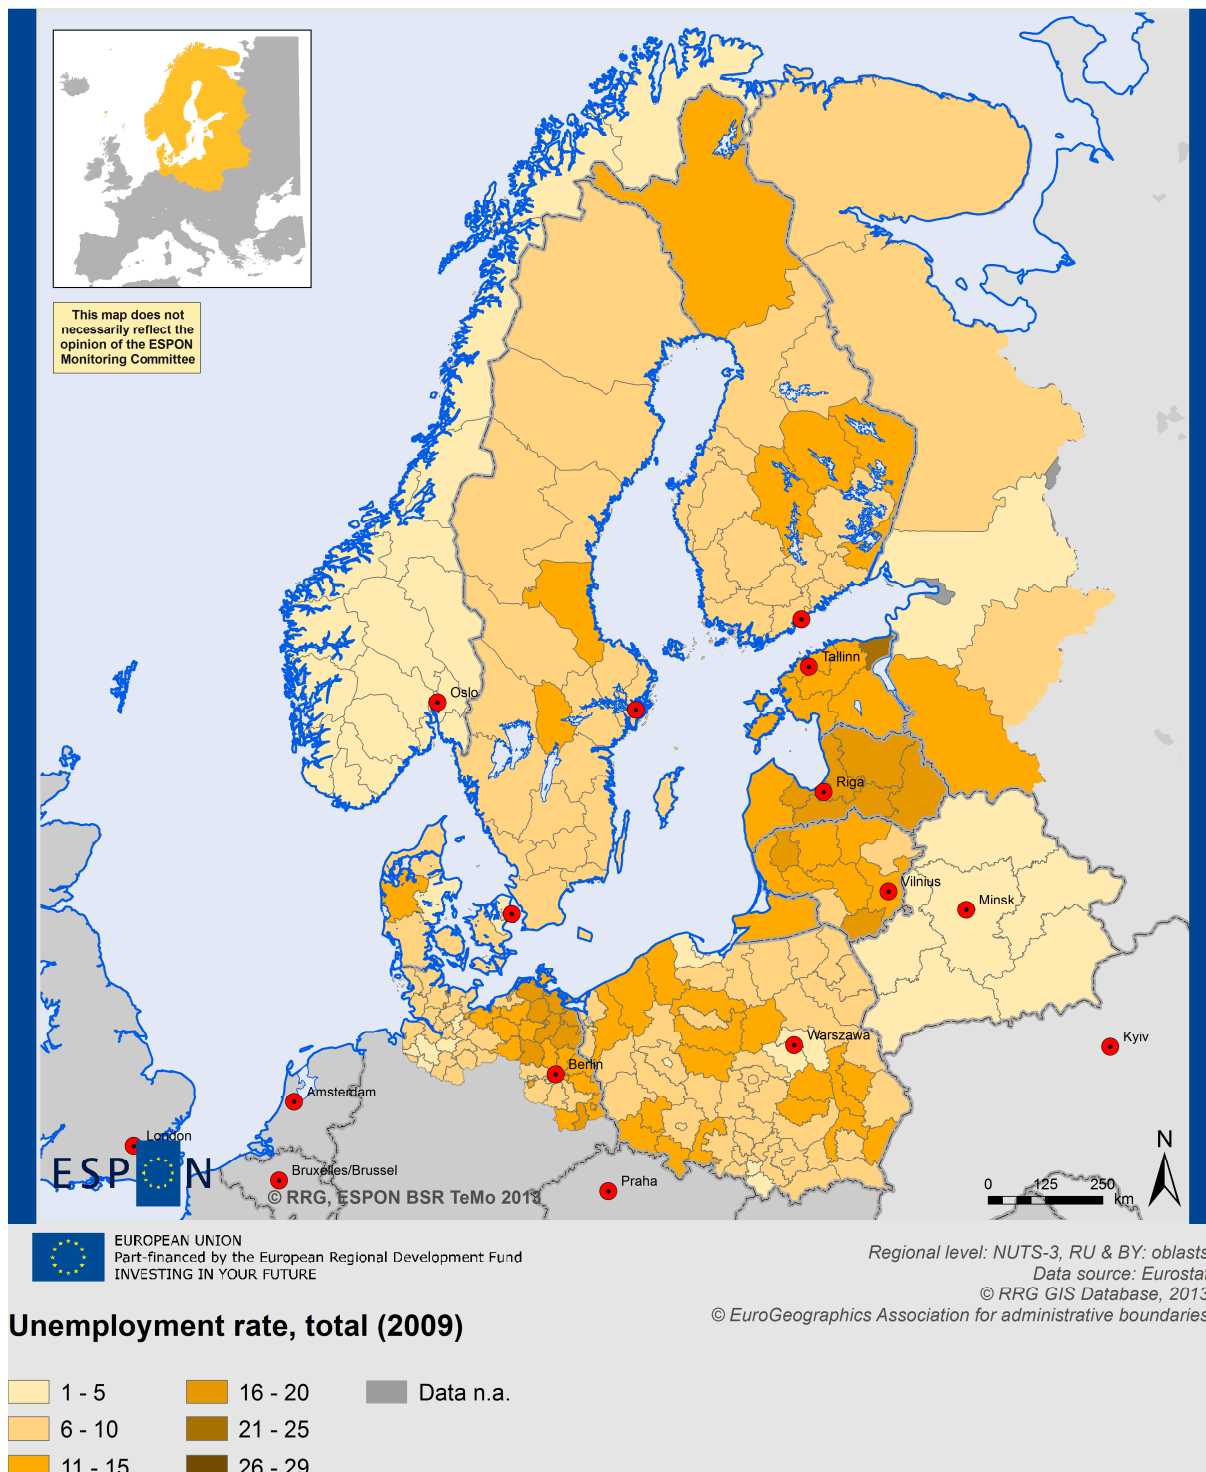 This map does not
necessarily reflect the
opinion of the ESPON
Monitoring Committee
Oslo
Tallinn
Riga
Vilnius
Minsk
Warszawa
Kyiv
Berlin
Amsterdam
London
Bruxelles/Brussel
Praha
ESPON
© RRG, ESPON BSR TeMo 2013
N
0 125 250
km
EUROPEAN UNION
Part-financed by the European Regional Development Fund
INVESTING IN YOUR FUTURE
Regional level: NUTS-3, RU & BY: oblasts
Data source: Eurostat
© RRG GIS Database, 2013
© EuroGeographics Association for administrative boundaries
Unemployment rate, total (2009)
1 - 5 16 - 20 Data n.a.
6 - 10 21 - 25
11 - 15 26 - 29